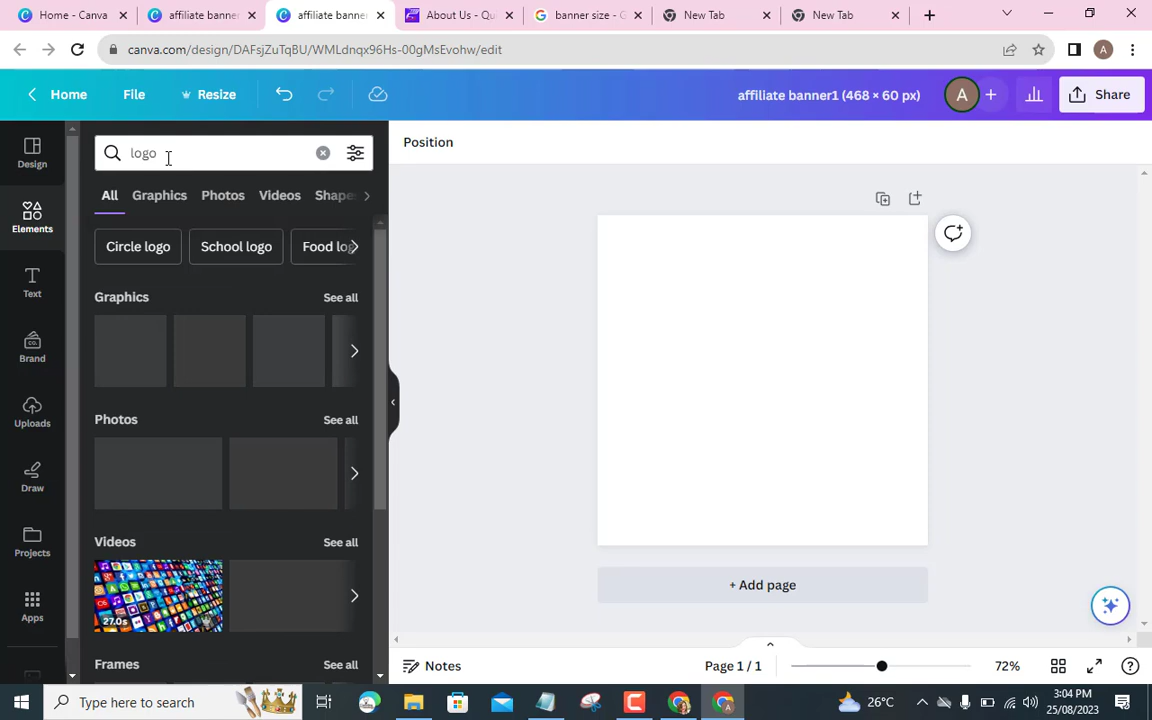 Home - Canva
affiliate banner
affiliate banne
About Us - Qu
banner size - G
New Tab
New Tab
canva.com/design/DAFsjZuTqBU/WMLdnqx96Hs-00gMsEvohw/edit
A
Home
File
Resize
affiliate banner1 (468 × 60 px)
A
Share
Design
Elements
Text
Brand
CO.
Uploads
Draw
Projects
Apps
logo
All
Graphics
Photos
Videos
Shape
Circle logo
School logo
Food log
Graphics
See all
Photos
See all
Videos
See all
27.0s
Frames
See all
Position
+ Add page
Notes
Page 1 / 1
72%
Type here to search
26°C
3:04 PM
25/08/2023